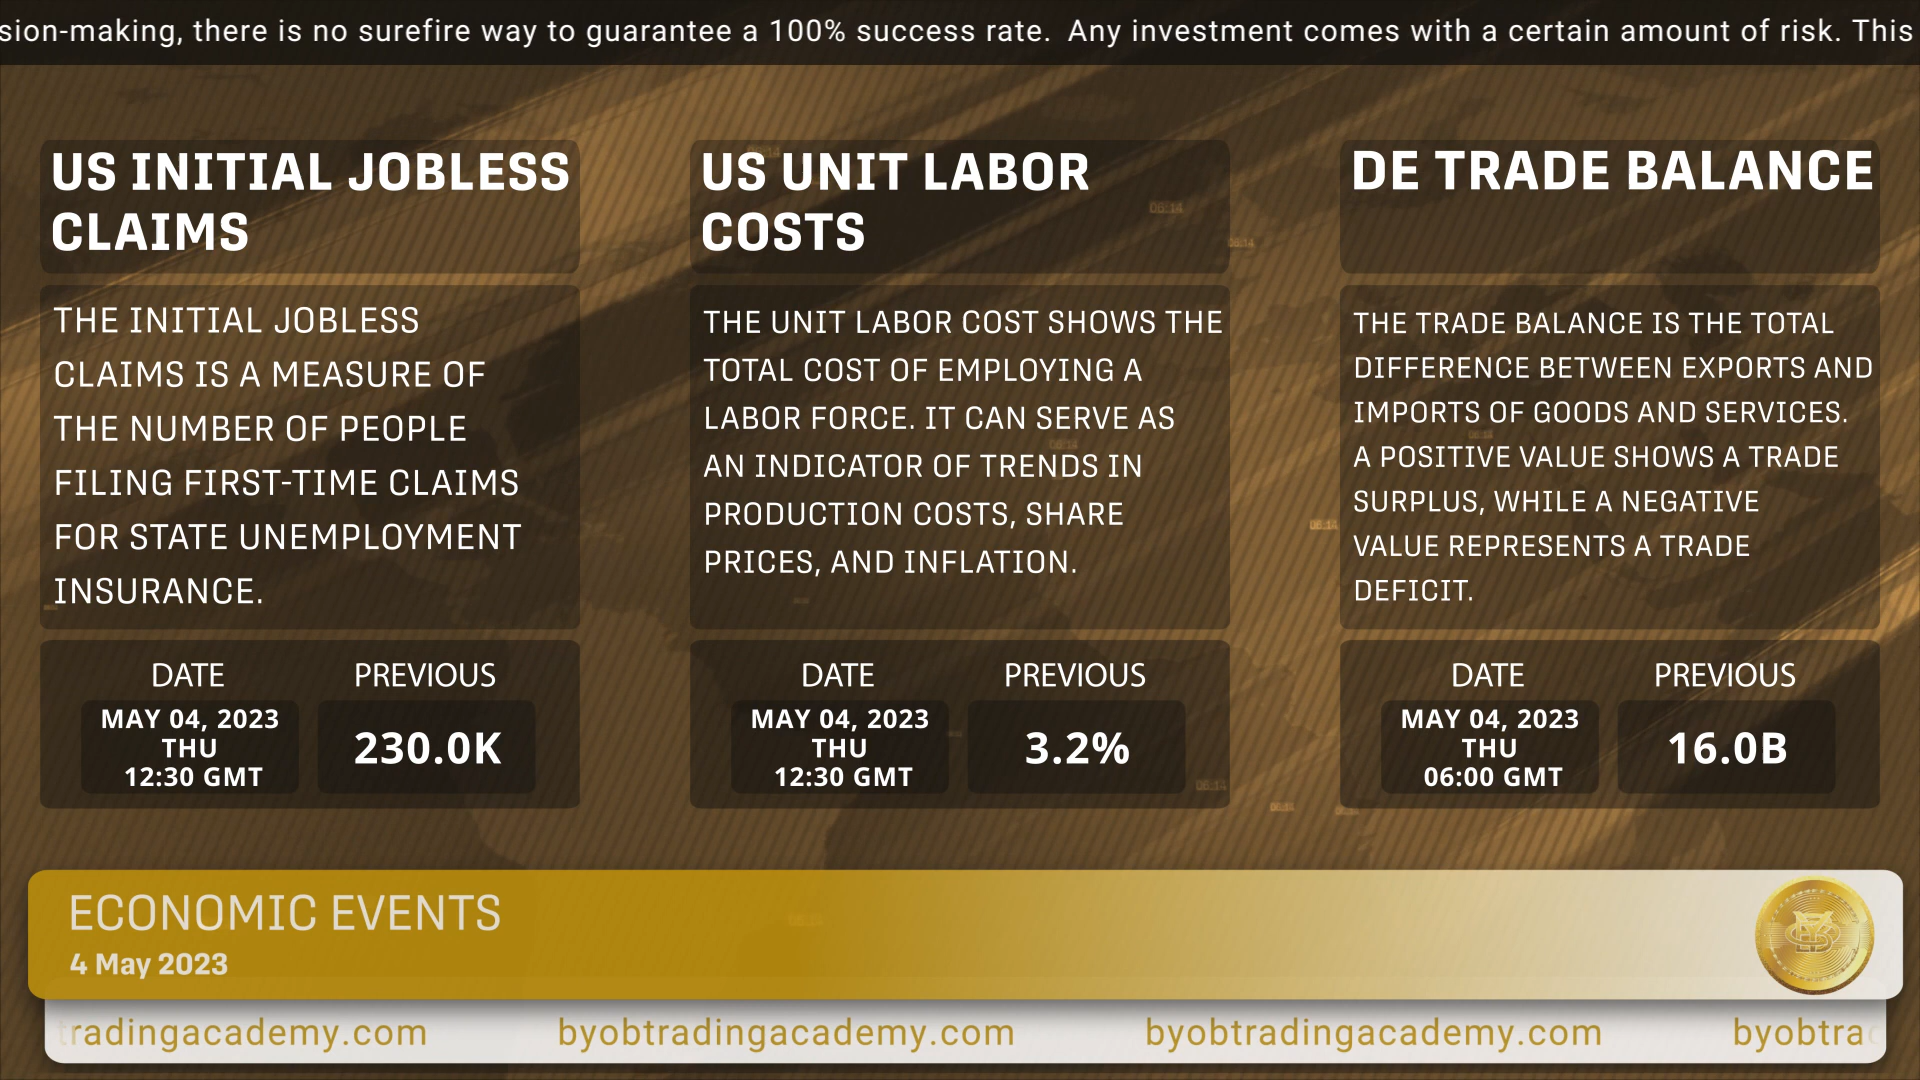 sion-making, there is no surefire way to guarantee a 100% success rate.  Any investment comes with a certain amount of risk. This
US INITIAL JOBLESS
CLAIMS
THE INITIAL JOBLESS
CLAIMS IS A MEASURE OF
THE NUMBER OF PEOPLE
FILING FIRST-TIME CLAIMS
FOR STATE UNEMPLOYMENT
INSURANCE.
DATE
MAY 04, 2023
THU
12:30 GMT
PREVIOUS
230.0K
US UNIT LABOR
COSTS
THE UNIT LABOR COST SHOWS THE
TOTAL COST OF EMPLOYING A
LABOR FORCE. IT CAN SERVE AS
AN INDICATOR OF TRENDS IN
PRODUCTION COSTS, SHARE
PRICES, AND INFLATION.
DATE
MAY 04, 2023
THU
12:30 GMT
PREVIOUS
3.2%
DE TRADE BALANCE
THE TRADE BALANCE IS THE TOTAL
DIFFERENCE BETWEEN EXPORTS AND
IMPORTS OF GOODS AND SERVICES.
A POSITIVE VALUE SHOWS A TRADE
SURPLUS, WHILE A NEGATIVE
VALUE REPRESENTS A TRADE
DEFICIT.
DATE
MAY 04, 2023
THU
06:00 GMT
PREVIOUS
16.0B
ECONOMIC EVENTS
4 May 2023
tradingacademy.com byobtradingacademy.com byobtradingacademy.com byobtra